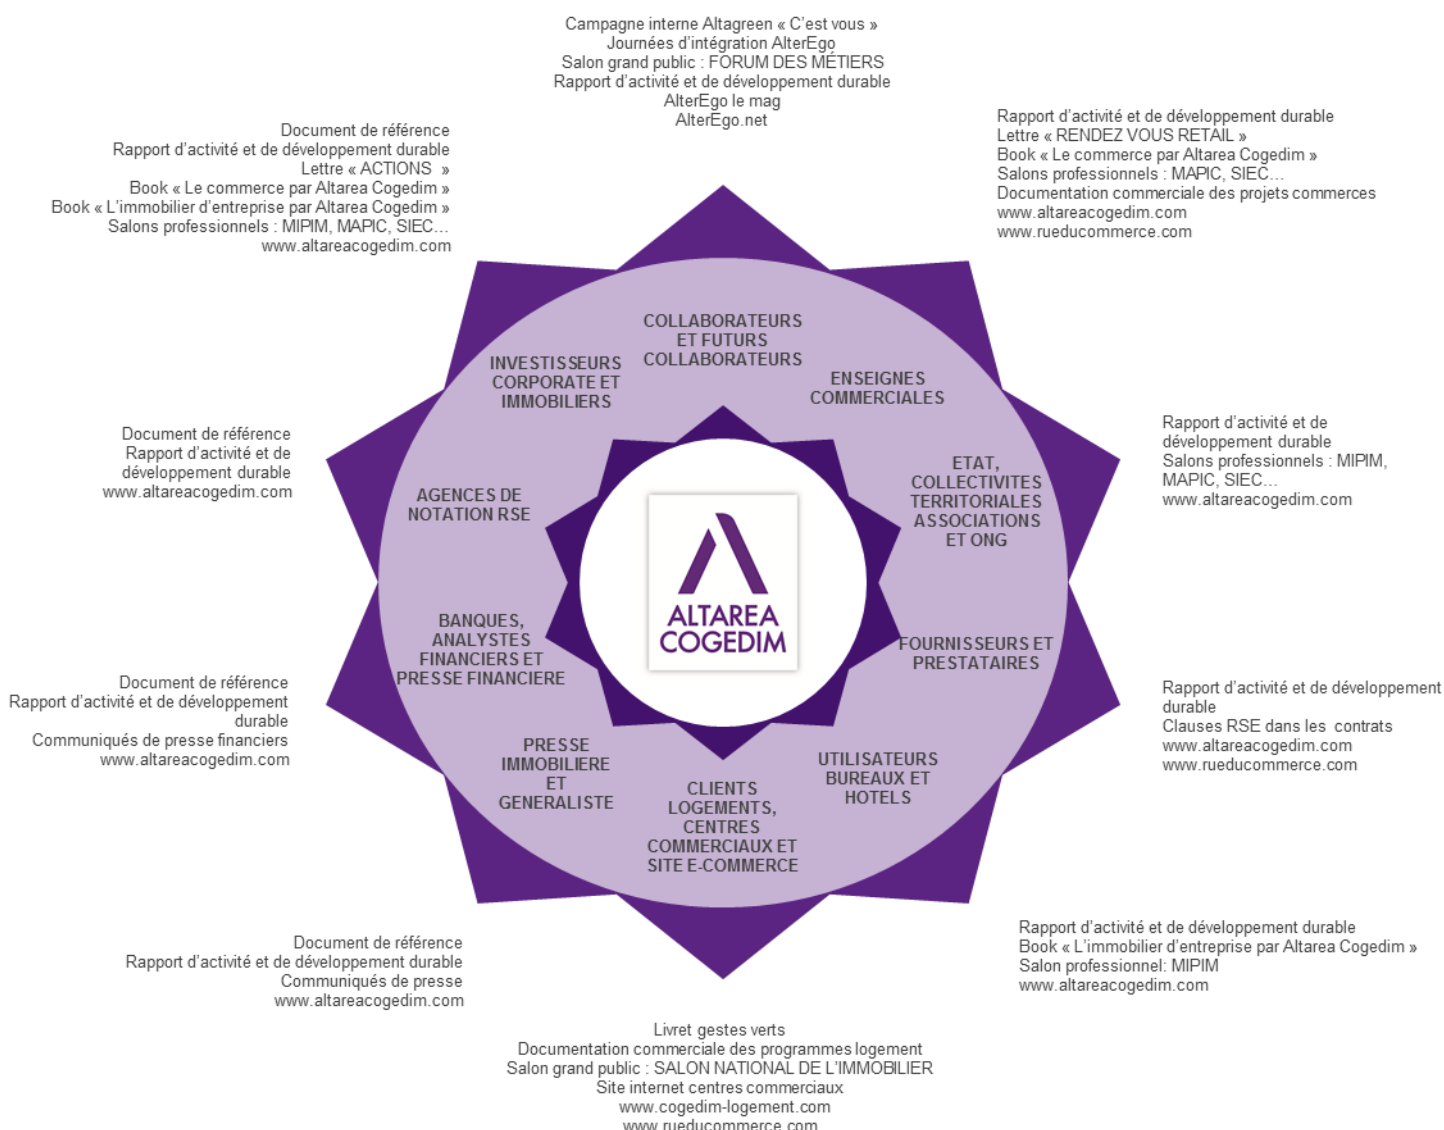 Campagne interne Altagreen « C'est vous »
Journées d'intégration AlterEgo
Salon grand public : FORUM DES MÉTIERS
Rapport d'activité et de développement durable
AlterEgo le mag
AlterEgo.net
Document de référence
Rapport d'activité et de développement durable
Lettre « ACTIONS  »
Book « Le commerce par Altarea Cogedim »
Book « L'immobilier d'entreprise par Altarea Cogedim »
Salons professionnels : MIPIM, MAPIC, SIEC…
www.altareacogedim.com
Rapport d'activité et de développement durable
Lettre « RENDEZ VOUS RETAIL »
Book « Le commerce par Altarea Cogedim »
Salons professionnels : MAPIC, SIEC…
Documentation commerciale des projets commerces
www.altareacogedim.com
www.rueducommerce.com
COLLABORATEURS
ET FUTURS
COLLABORATEURS
INVESTISSEURS
CORPORATE ET
IMMOBILIERS
ENSEIGNES
COMMERCIALES
Document de référence
Rapport d'activité et de
développement durable
www.altareacogedim.com
AGENCES DE
NOTATION RSE
ETAT,
COLLECTIVITES
TERRITORIALES
ASSOCIATIONS
ET ONG
Rapport d'activité et de
développement durable
Salons professionnels : MIPIM,
MAPIC, SIEC…
www.altareacogedim.com
ALTAREA
COGEDIM
BANQUES,
ANALYSTES
FINANCIERS ET
PRESSE FINANCIERE
FOURNISSEURS ET
PRESTATAIRES
Document de référence
Rapport d'activité et de développement
durable
Communiqués de presse financiers
www.altareacogedim.com
Rapport d'activité et de développement
durable
Clauses RSE dans les  contrats
www.altareacogedim.com
www.rueducommerce.com
PRESSE
IMMOBILIERE
ET
GENERALISTE
CLIENTS
LOGEMENTS,
CENTRES
COMMERCIAUX ET
SITE E-COMMERCE
UTILISATEURS
BUREAUX ET
HOTELS
Document de référence
Rapport d'activité et de développement durable
Communiqués de presse
www.altareacogedim.com
Rapport d'activité et de développement durable
Book « L'immobilier d'entreprise par Altarea Cogedim »
Salon professionnel: MIPIM
www.altareacogedim.com
Livret gestes verts
Documentation commerciale des programmes logement
Salon grand public : SALON NATIONAL DE L'IMMOBILIER
Site internet centres commerciaux
www.cogedim-logement.com
www.rueducommerce.com